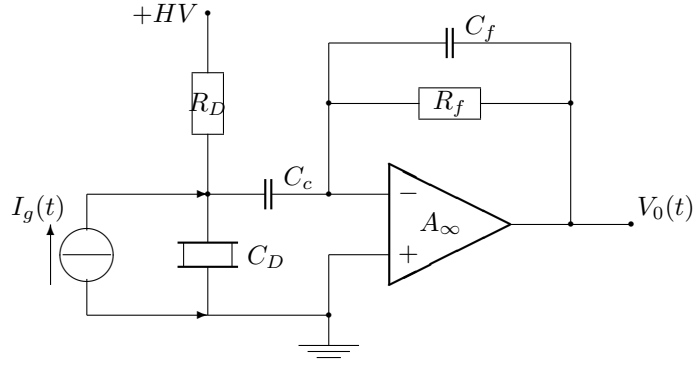 +HV
C_f
R_D
R_f
C_c
I_g(t)
−
A_∞
V_0(t)
C_D
+